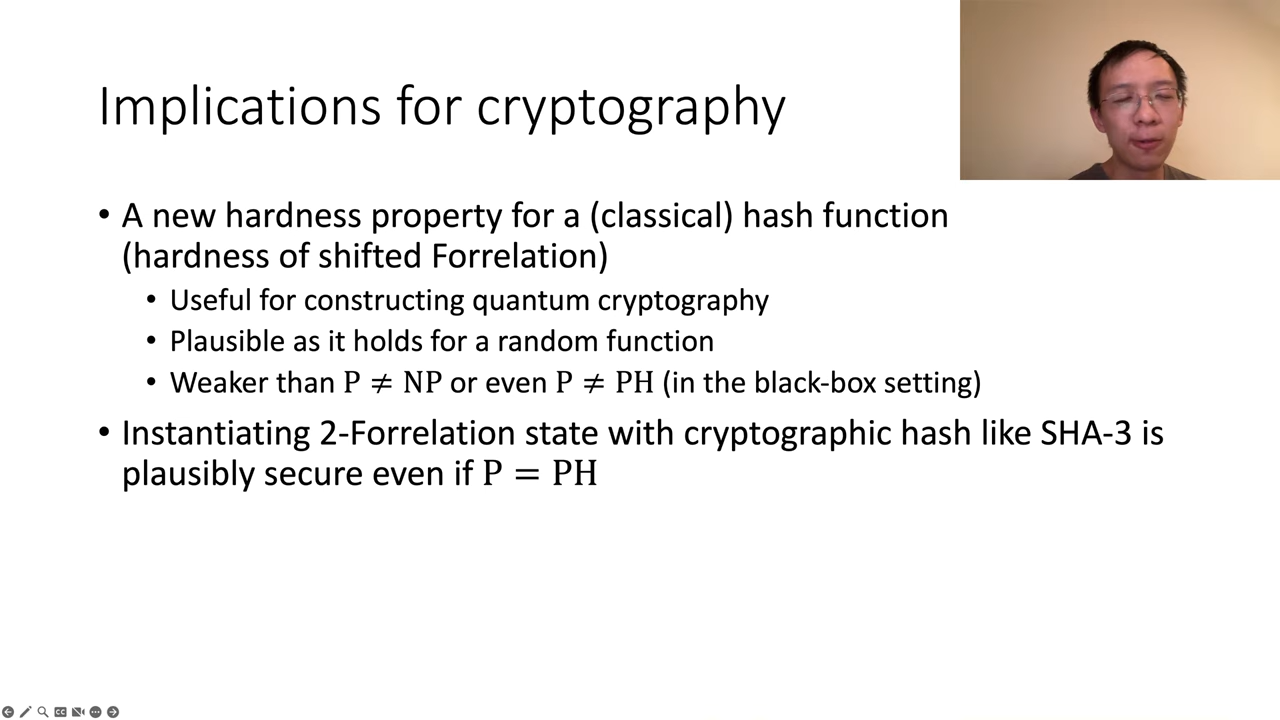 Implications for cryptography
• A new hardness property for a (classical) hash function
(hardness of shifted Forrelation)
• Useful for constructing quantum cryptography
• Plausible as it holds for a random function
• Weaker than P ≠ NP or even P ≠ PH (in the black-box setting)
• Instantiating 2-Forrelation state with cryptographic hash like SHA-3 is
plausibly secure even if P = PH